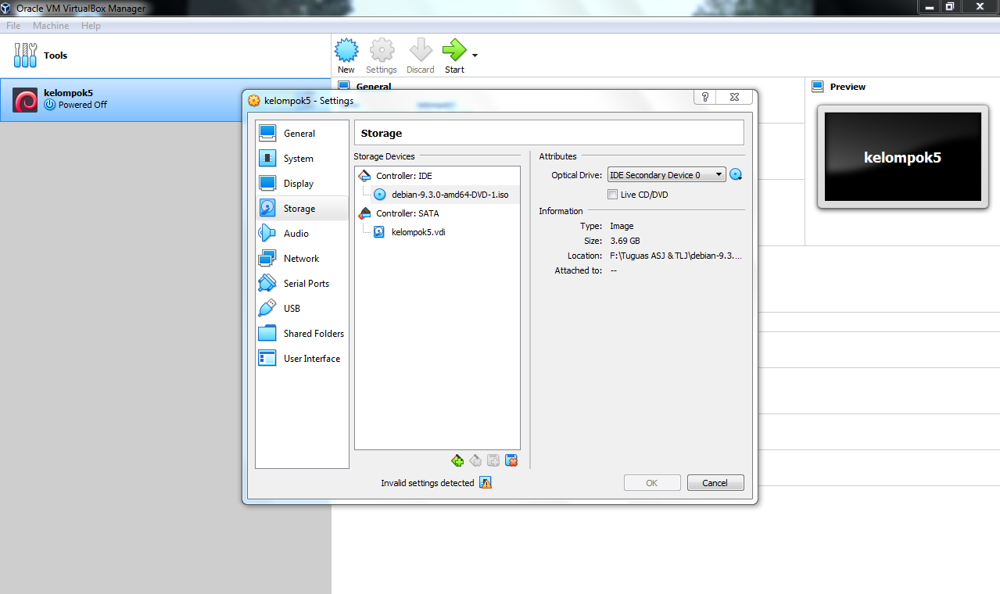 Oracle VM VirtualBox Manager
File Machine Help
Tools
New Settings Discard Start
kelompok5
Powered Off
General
Preview
kelompok5
kelompok5 - Settings
General
System
Display
Storage
Audio
Network
Serial Ports
USB
Shared Folders
User Interface
Storage
Storage Devices
Controller: IDE
debian-9.3.0-amd64-DVD-1.iso
Controller: SATA
kelompok5.vdi
Attributes
Optical Drive: IDE Secondary Device 0
Live CD/DVD
Information
Type: Image
Size: 3.69 GB
Location: F:\Tuguas ASJ & TLJ\debian-9.3....
Attached to: --
Invalid settings detected
OK Cancel